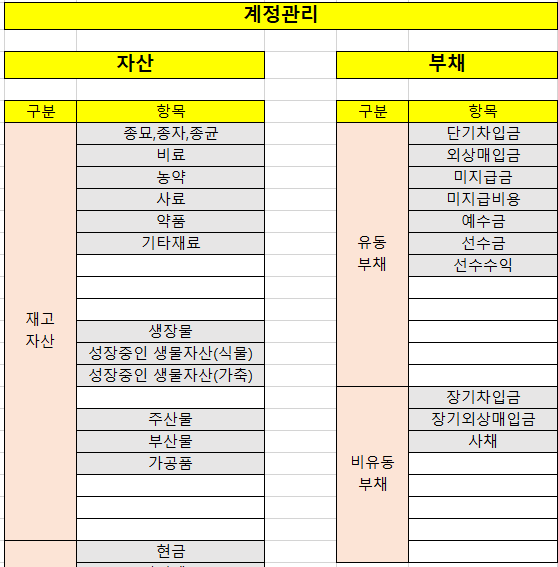 계정관리
자산
구분 항목
재고
자산
종묘,종자,종균
비료
농약
사료
약품
기타재료
생장물
성장중인 생물자산(식물)
성장중인 생물자산(가축)
주산물
부산물
가공품
현금
부채
구분 항목
유동
부채
단기차입금
외상매입금
미지급금
미지급비용
예수금
선수금
선수수익
비유동
부채
장기차입금
장기외상매입금
사채